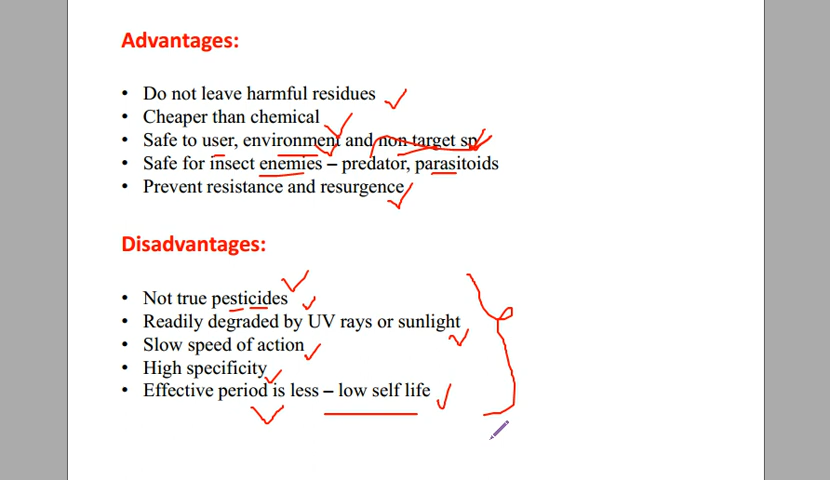 Advantages:
• Do not leave harmful residues
• Cheaper than chemical
• Safe to user, environment and non target sp
• Safe for insect enemies – predator, parasitoids
• Prevent resistance and resurgence
Disadvantages:
• Not true pesticides
• Readily degraded by UV rays or sunlight
• Slow speed of action
• High specificity
• Effective period is less – low self life